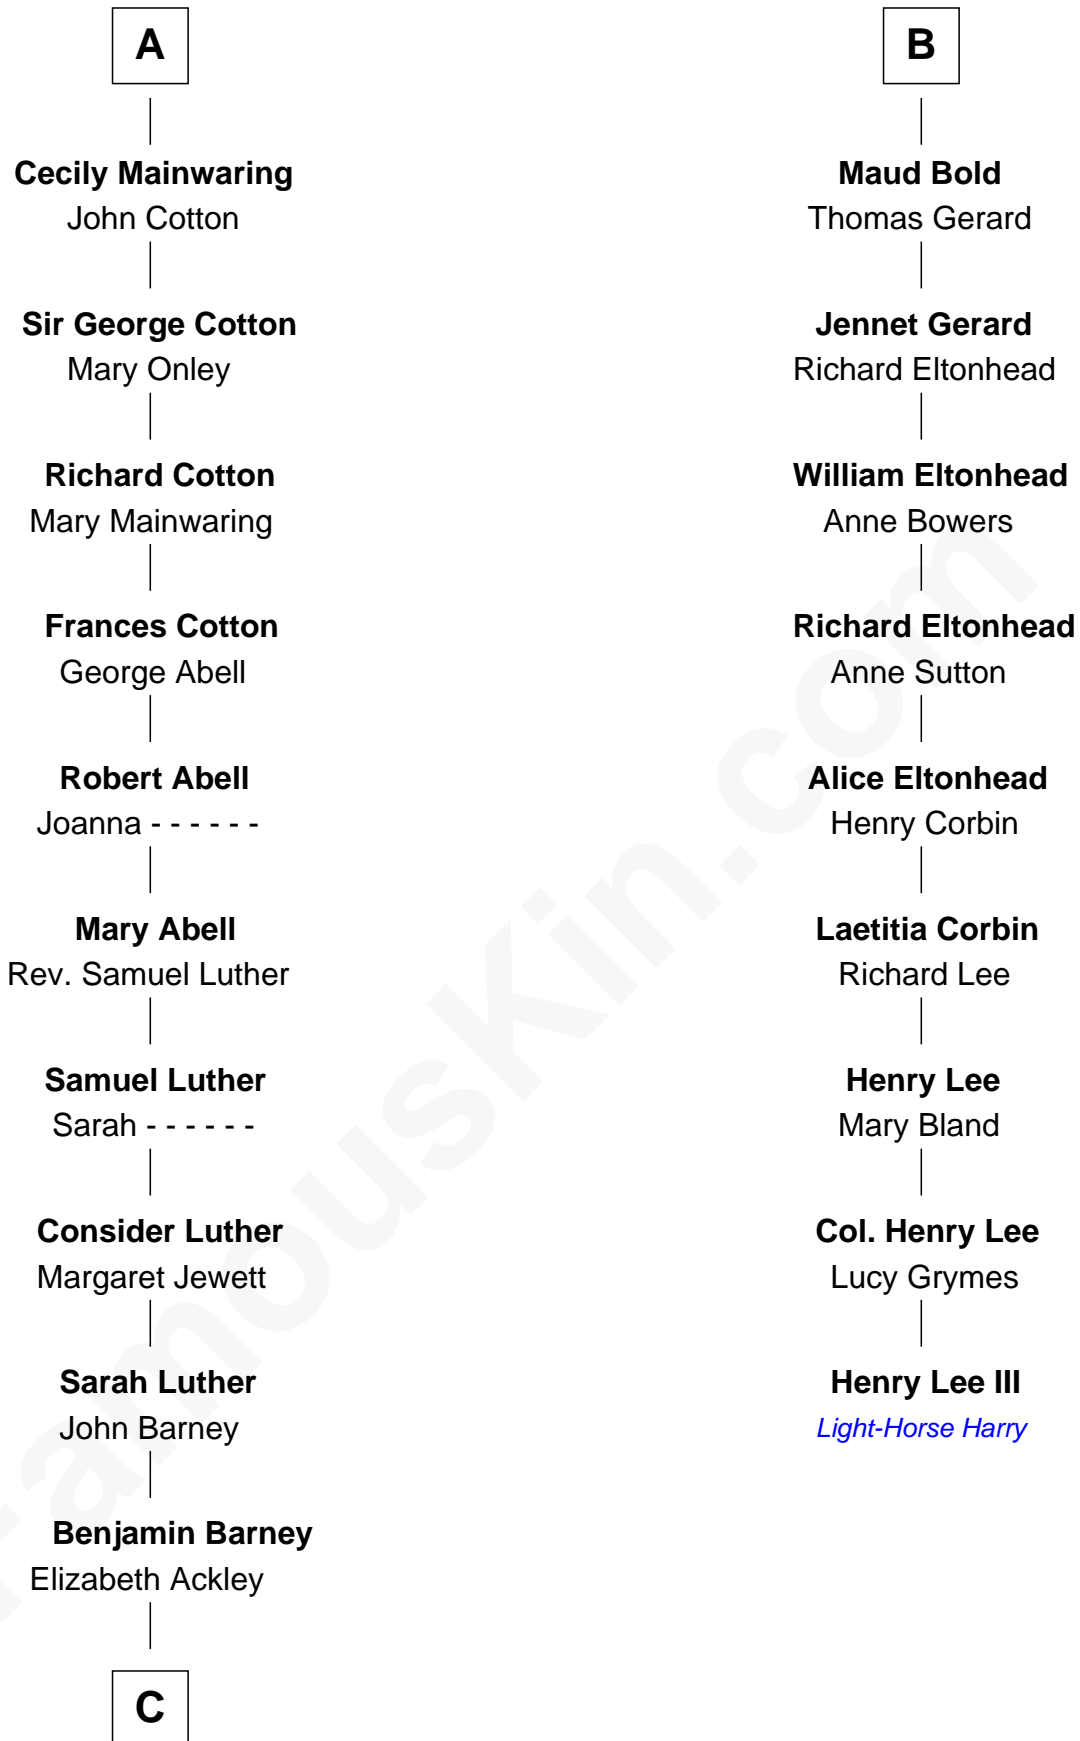 A
Cecily Mainwaring
John Cotton
Sir George Cotton
Mary Onley
Richard Cotton
Mary Mainwaring
Frances Cotton
George Abell
Robert Abell
Joanna - - - - - -
Mary Abell
Rev. Samuel Luther
Samuel Luther
Sarah - - - - - -
Consider Luther
Margaret Jewett
Sarah Luther
John Barney
Benjamin Barney
Elizabeth Ackley
C
B
Maud Bold
Thomas Gerard
Jennet Gerard
Richard Eltonhead
William Eltonhead
Anne Bowers
Richard Eltonhead
Anne Sutton
Alice Eltonhead
Henry Corbin
Laetitia Corbin
Richard Lee
Henry Lee
Mary Bland
Col. Henry Lee
Lucy Grymes
Henry Lee III
Light-Horse Harry
FamousKin.com